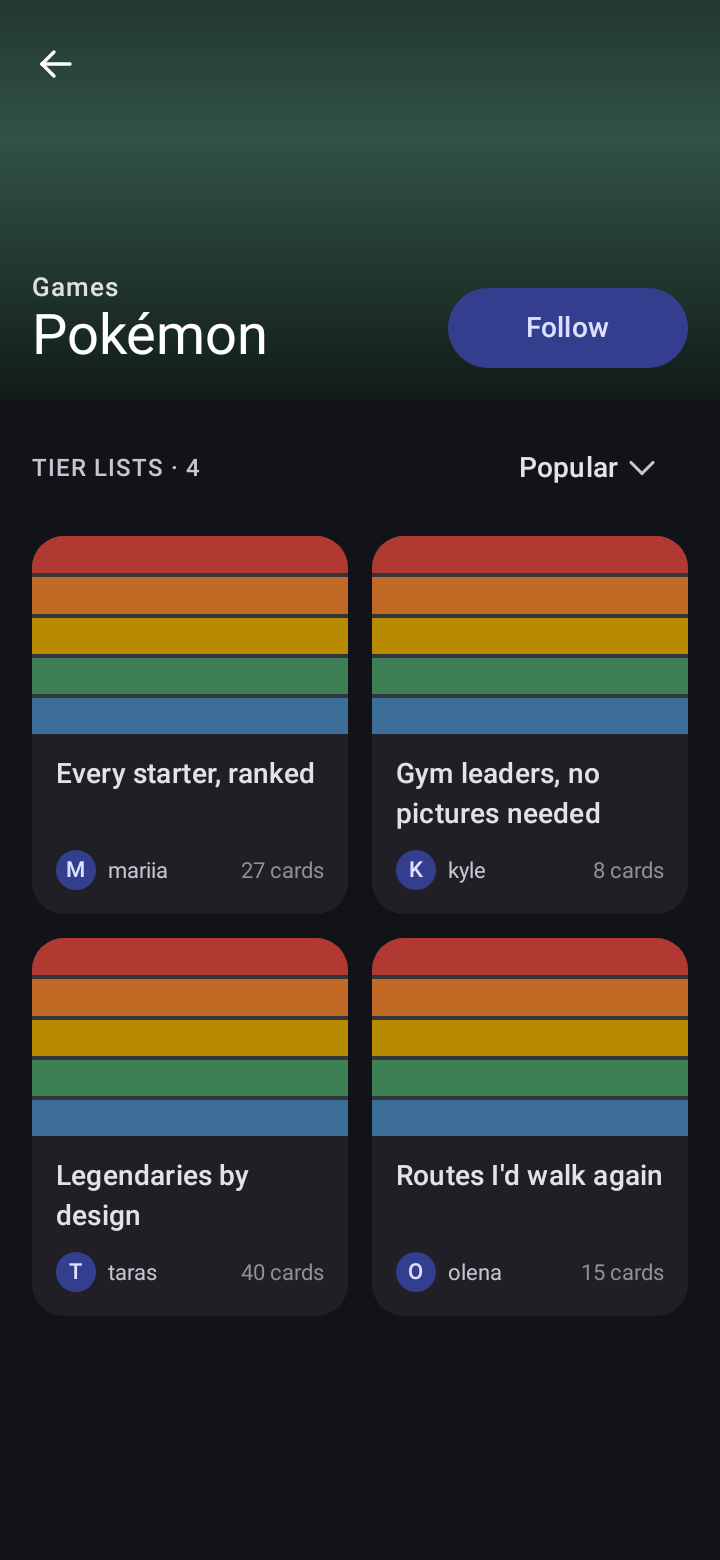 Games
Pokémon
Follow
TIER LISTS · 4
Popular
Every starter, ranked
M mariia 27 cards
Gym leaders, no
pictures needed
K kyle 8 cards
Legendaries by
design
T taras 40 cards
Routes I'd walk again
O olena 15 cards